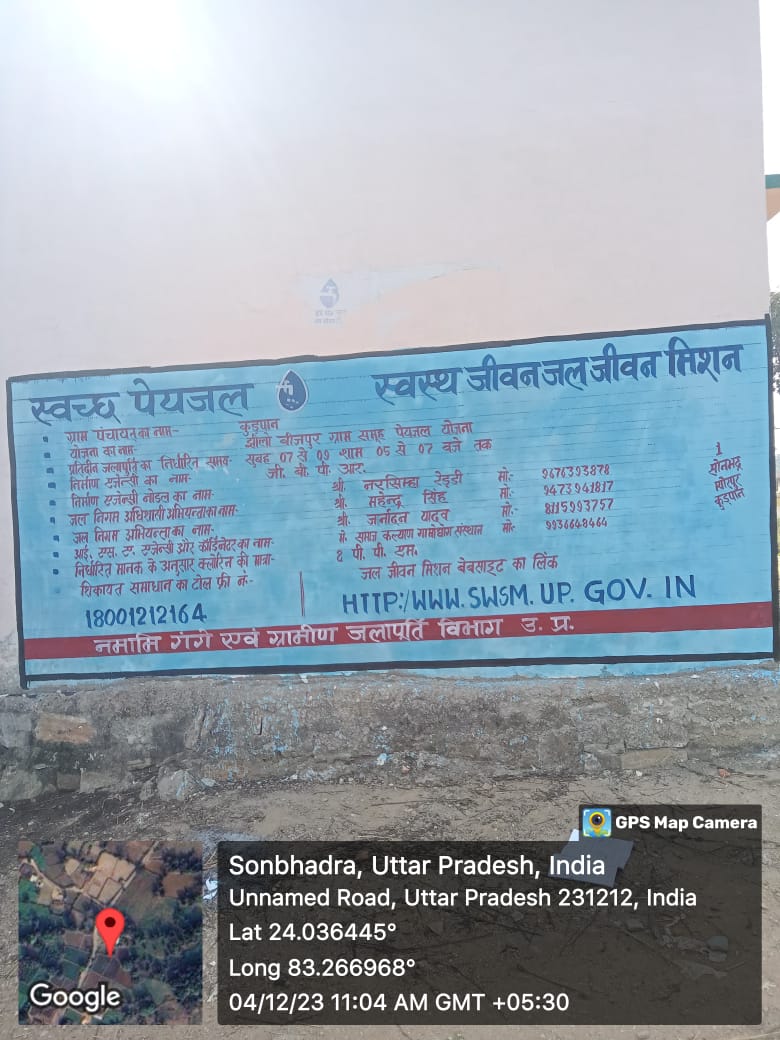 स्वच्छ पेयजल स्वस्थ जीवन जल जीवन मिशन
ग्राम पंचायत का नाम- कुडपान
योजना का नाम- झीलो बीजपुर ग्राम समूह पेयजल योजना
प्रतिदिन जलापूर्ति का निर्धारित समय- सुबह 07 से 09 शाम 05 से 07 बजे तक
निर्माण एजेन्सी का नाम- जी. वी. पी. आर.
निर्माण एजेन्सी नोडल का नाम- श्री. नरसिम्हा रेड्डी मो:- 9676393878
जल निगम अधिशासी अभियन्ता का नाम- श्री. महेन्द्र सिंह मो:- 9473941817 सोनभद्र
जल निगम अभियन्ता का नाम- श्री. जनार्दन यादव मो:- 8115993757
आई. एस. ए. एजेन्सी और कॉर्डिनेटर का नाम- मे. समाज कल्याण ग्रामोद्योग संस्थान मो:- 9936648464 कुडपान
निर्धारित मानक के अनुसार क्लोरिन की मात्रा- 2 पी. पी. एम.
शिकायत समाधान का टोल फ्री नं- जल जीवन मिशन वेबसाइट का लिंक
18001212164 HTTP:/WWW.SWSM.UP.GOV.IN
नमामि गंगे एवं ग्रामीण जलापूर्ति विभाग उ. प्र.
GPS Map Camera
Sonbhadra, Uttar Pradesh, India
Unnamed Road, Uttar Pradesh 231212, India
Lat 24.036445°
Long 83.266968°
04/12/23 11:04 AM GMT +05:30
Google